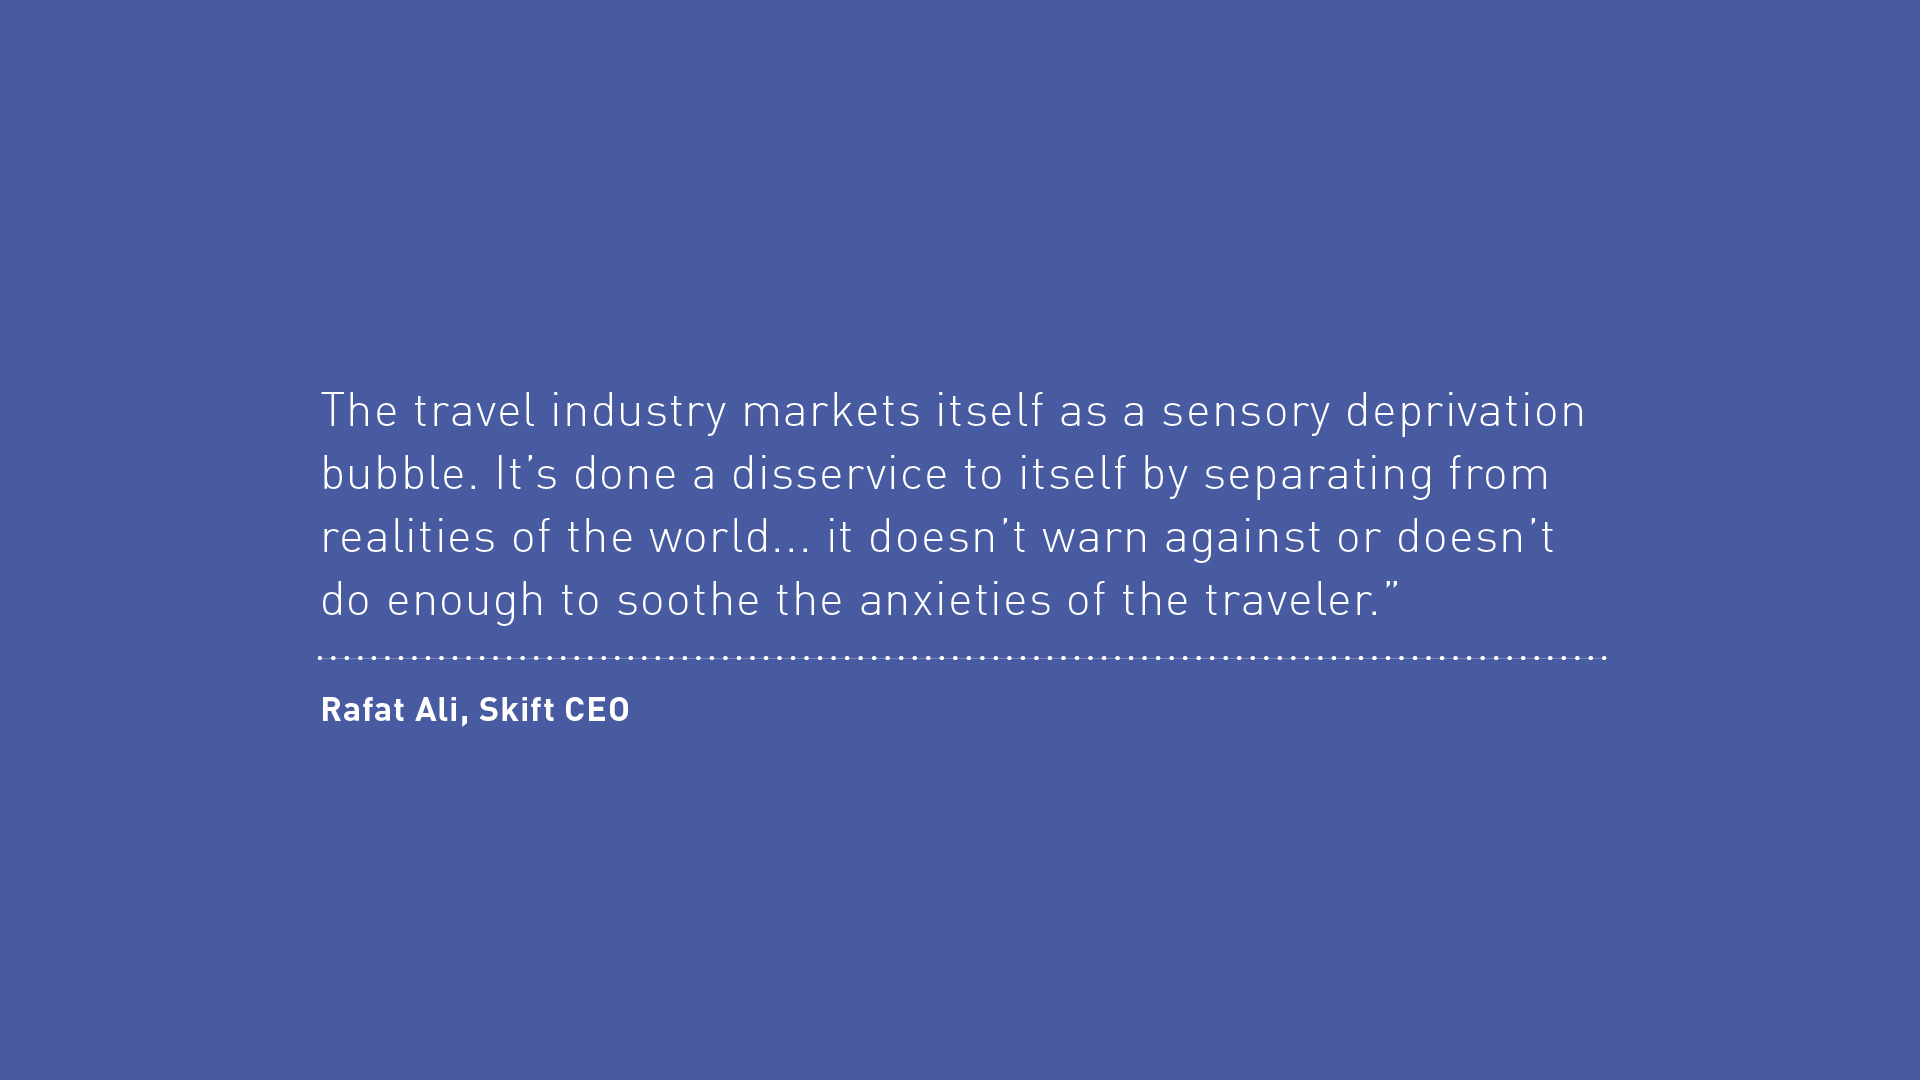 The travel industry markets itself as a sensory deprivation
bubble. It’s done a disservice to itself by separating from
realities of the world... it doesn’t warn against or doesn’t
do enough to soothe the anxieties of the traveler.”
Rafat Ali, Skift CEO